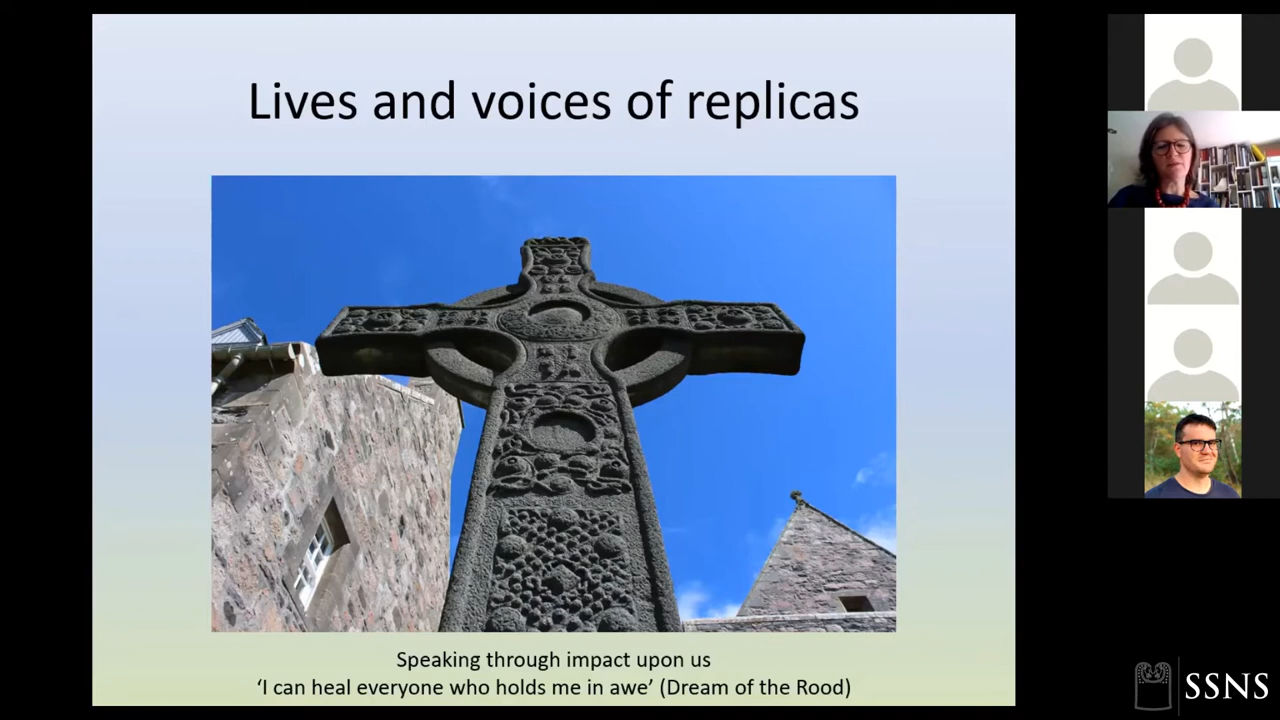 Lives and voices of replicas
Speaking through impact upon us
‘I can heal everyone who holds me in awe’ (Dream of the Rood)
SSNS